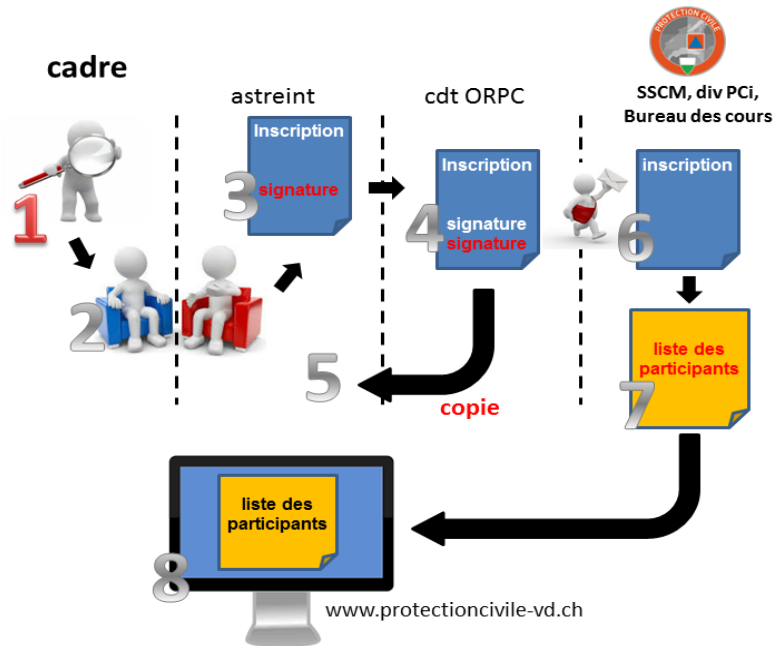 PROTECTION CIVILE
cadre
astreint
cdt ORPC
SSCM, div PCi,
Bureau des cours
1
2
3
Inscription
signature
4
Inscription
signature
signature
5
copie
6
inscription
7
liste des
participants
8
liste des
participants
www.protectioncivile-vd.ch